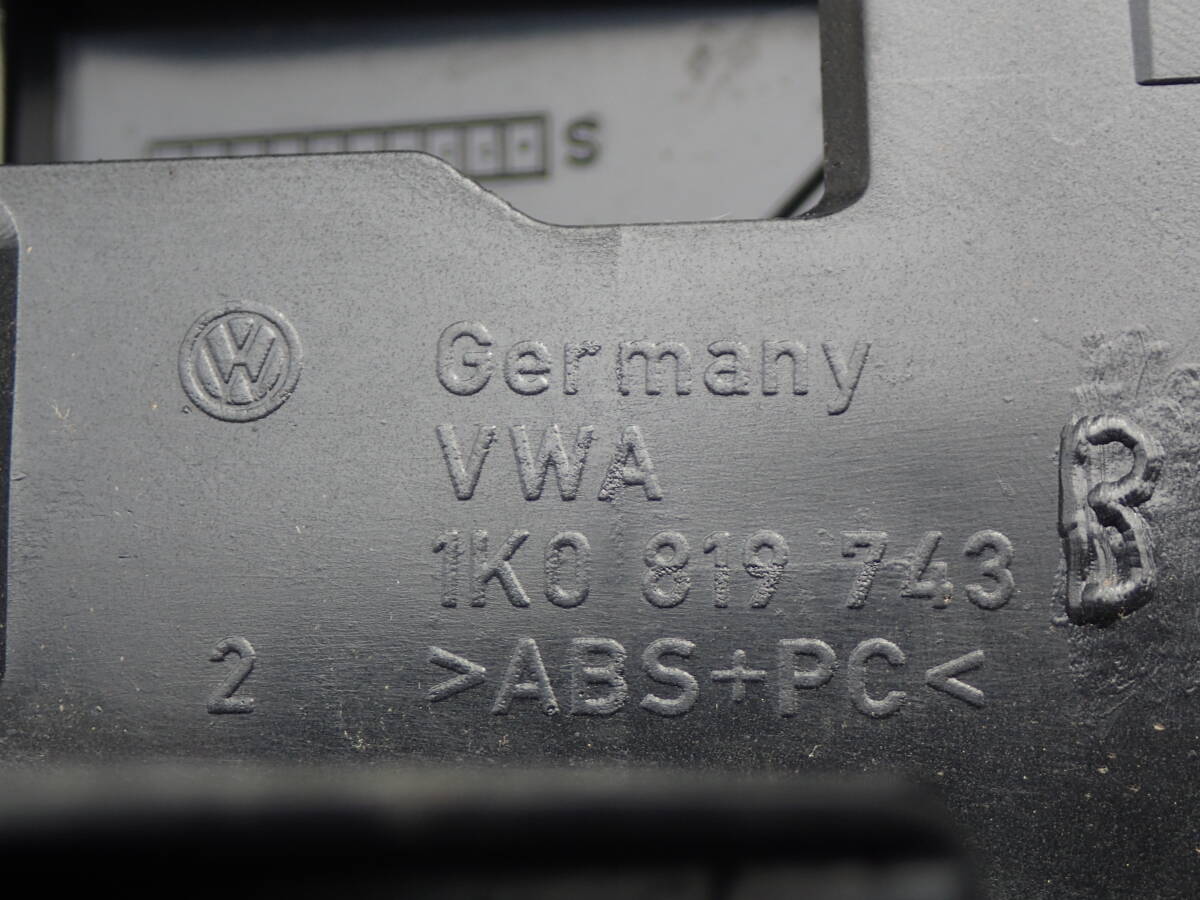 S
Germany
VWA
1K0 819 743 B
2 >ABS+PC<